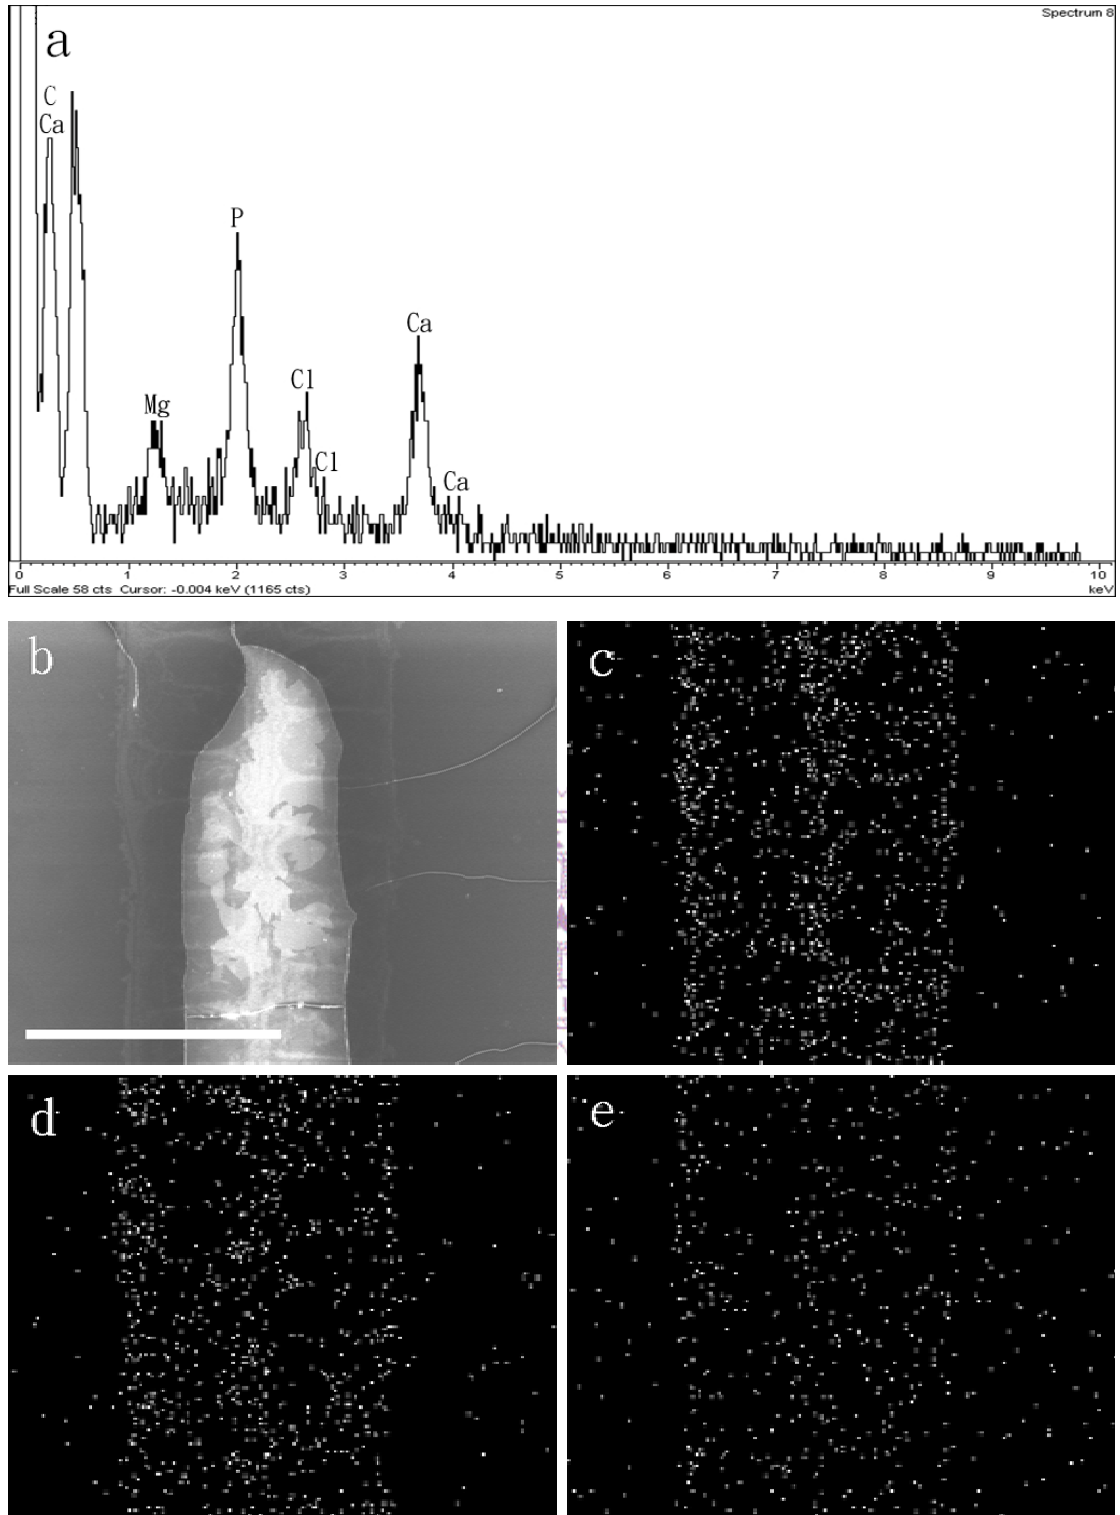 Spectrum 8
a
C
Ca
P
Ca
Cl
Mg
Cl
Ca
0 1 2 3 4 5 6 7 8 9 10
Full Scale 58 cts Cursor: -0.004 keV (1165 cts)
keV
b
c
d
e